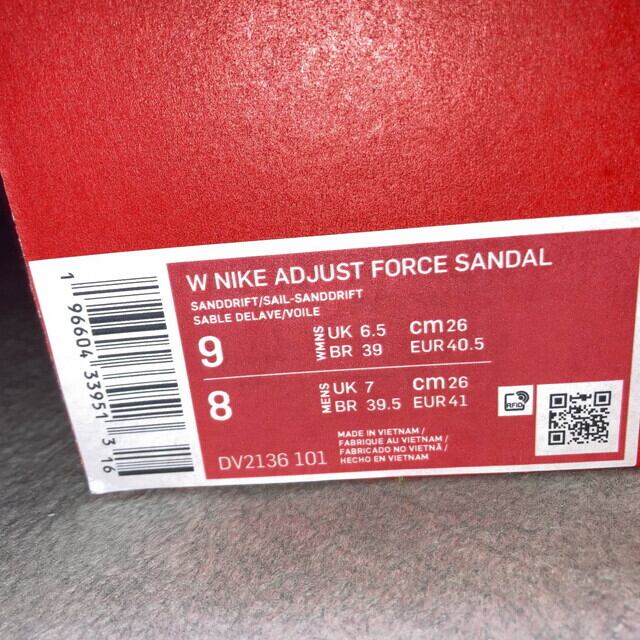 W NIKE ADJUST FORCE SANDAL
SANDDRIFT/SAIL-SANDDRIFT
SABLE DELAVE/VOILE
9 WMNS UK 6.5 cm 26
BR 39 EUR 40.5
8 MENS UK 7 cm 26
BR 39.5 EUR 41
RFID
DV2136 101
MADE IN VIETNAM /
FABRIQUE AU VIETNAM /
FABRICADO NO VIETNÃ /
HECHO EN VIETNAM
1 96604 33951 3 16